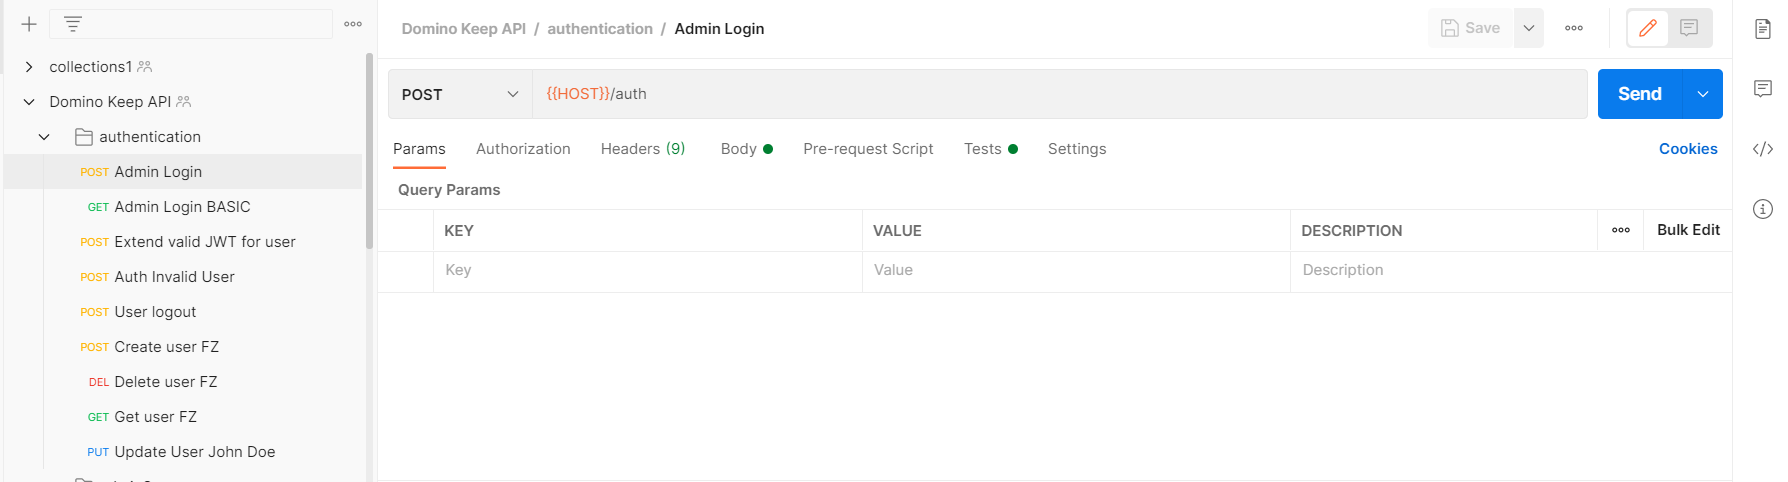 collections1
Domino Keep API
authentication
POST Admin Login
GET Admin Login BASIC
POST Extend valid JWT for user
POST Auth Invalid User
POST User logout
POST Create user FZ
DEL Delete user FZ
GET Get user FZ
PUT Update User John Doe
Domino Keep API / authentication / Admin Login
Save
POST {{HOST}}/auth
Send
Params Authorization Headers (9) Body Pre-request Script Tests Settings
Cookies
Query Params
KEY VALUE DESCRIPTION Bulk Edit
Key Value Description